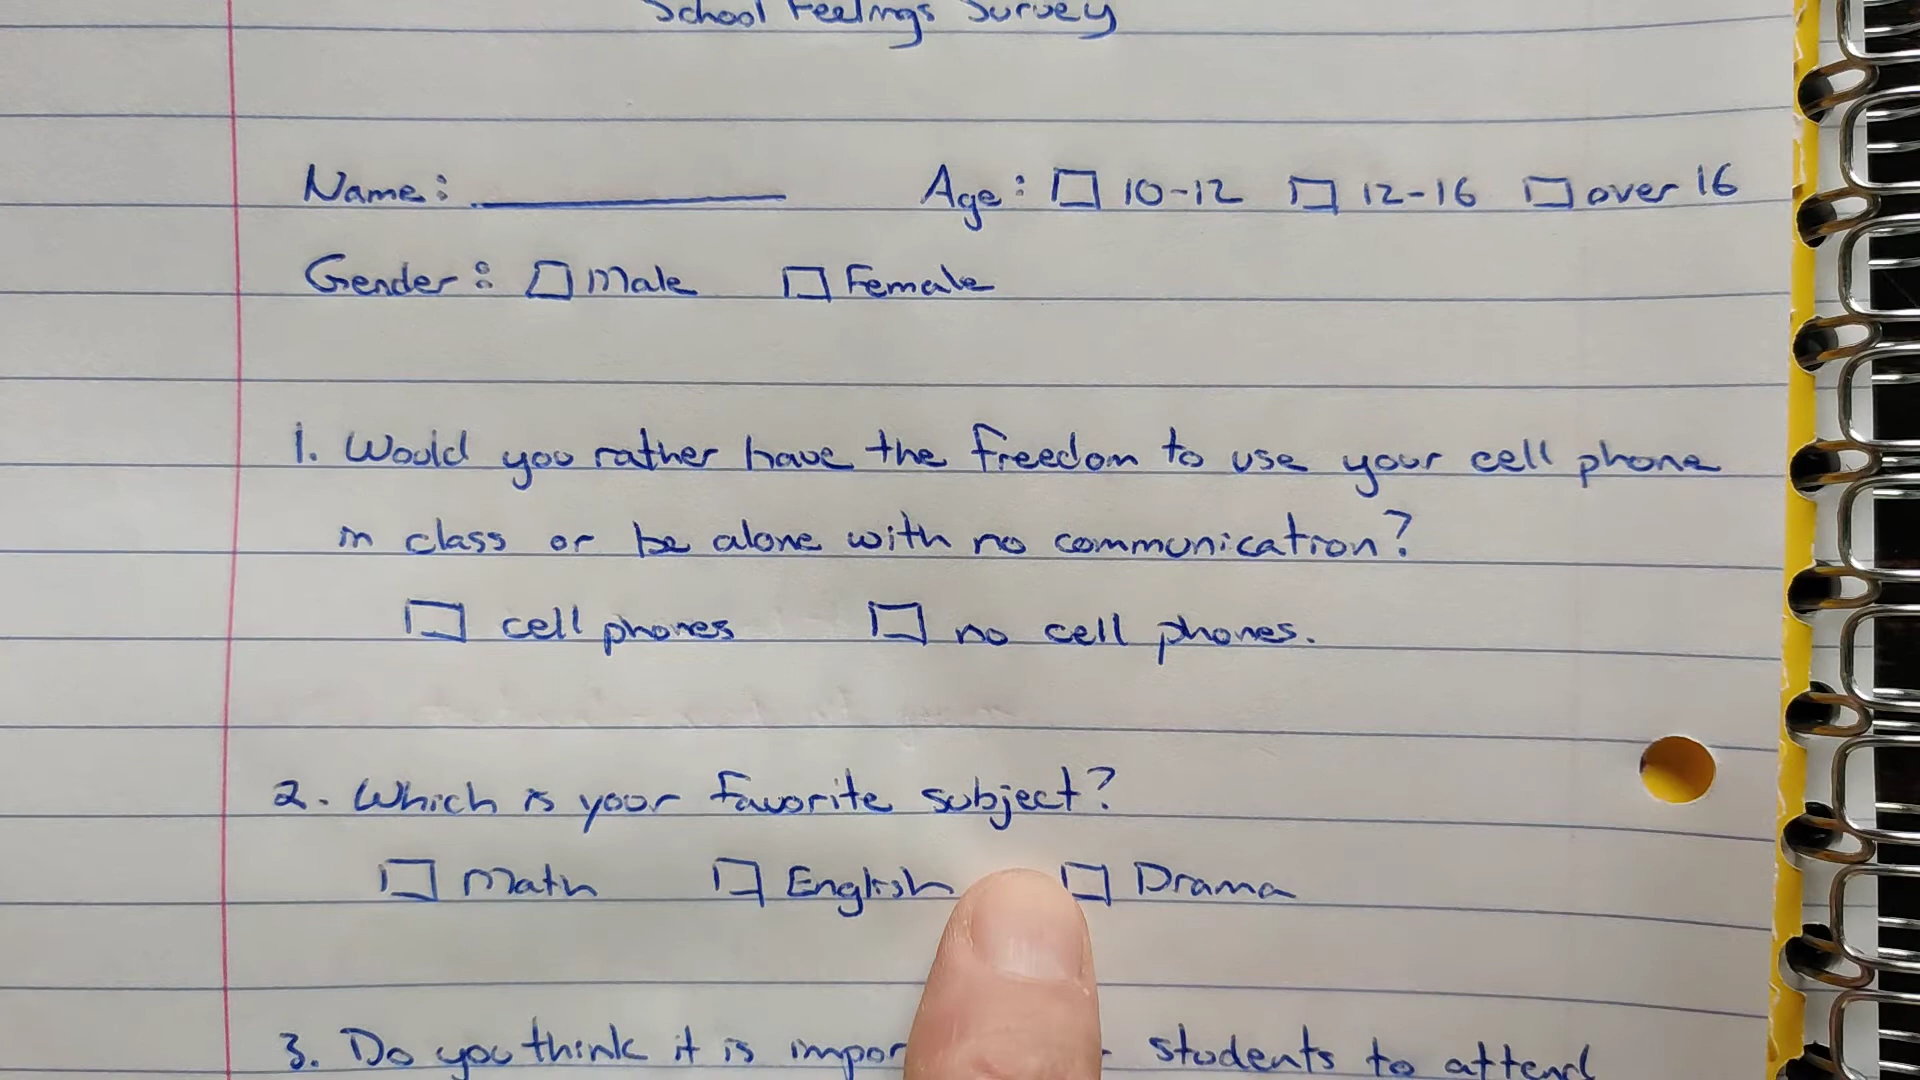 School Feelings Survey
Name: __________ Age: ☐ 10-12 ☐ 12-16 ☐ over 16
Gender: ☐ Male ☐ Female
1. Would you rather have the freedom to use your cell phone
in class or be alone with no communication?
☐ cell phones ☐ no cell phones.
2. Which is your favorite subject?
☐ Math ☐ English ☐ Drama
3. Do you think it is students to attend